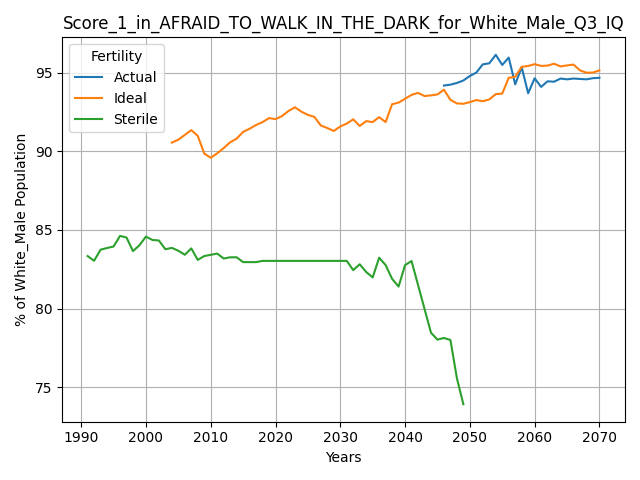 Score_1_in_AFRAID_TO_WALK_IN_THE_DARK_for_White_Male_Q3_IQ
Fertility
Actual
Ideal
Sterile
% of White_Male Population
95
90
85
80
75
1990 2000 2010 2020 2030 2040 2050 2060 2070
Years